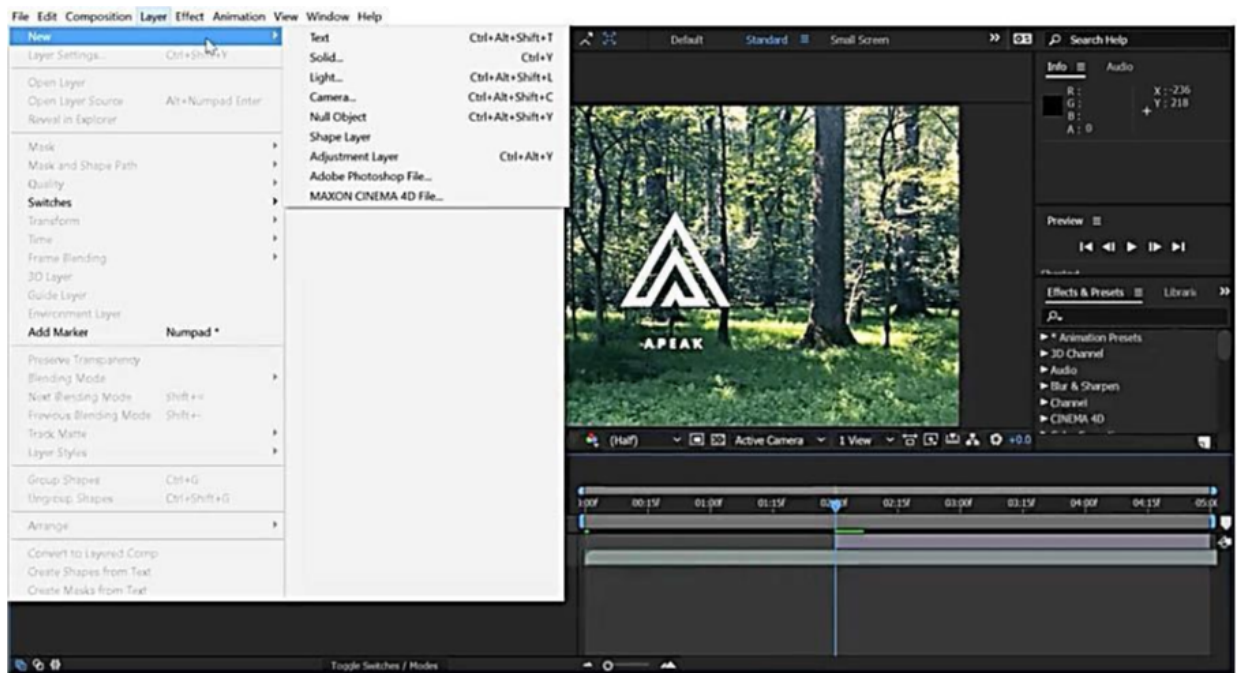 File Edit Composition Layer Effect Animation View Window Help
New
Layer Settings... Ctrl+Shift+Y
Open Layer
Open Layer Source Alt+Numpad Enter
Reveal in Explorer
Mask
Mask and Shape Path
Quality
Switches
Transform
Time
Frame Blending
3D Layer
Guide Layer
Environment Layer
Add Marker Numpad *
Preserve Transparency
Blending Mode
Next Blending Mode Shift+=
Previous Blending Mode Shift+-
Track Matte
Layer Styles
Group Shapes Ctrl+G
Ungroup Shapes Ctrl+Shift+G
Arrange
Convert to Layered Comp
Create Shapes from Text
Create Masks from Text
Text Ctrl+Alt+Shift+T
Solid... Ctrl+Y
Light... Ctrl+Alt+Shift+L
Camera... Ctrl+Alt+Shift+C
Null Object Ctrl+Alt+Shift+Y
Shape Layer
Adjustment Layer Ctrl+Alt+Y
Adobe Photoshop File...
MAXON CINEMA 4D File...
Default Standard Small Screen Search Help
Info Audio
R: X: -236
G: Y: 218
B:
A: 0
APEAK
Preview
Effects & Presets Librari
* Animation Presets
3D Channel
Audio
Blur & Sharpen
Channel
CINEMA 4D
(Half) Active Camera 1 View +0.0
00:15f 01:00f 01:15f 02:15f 03:00f 03:15f 04:00f 04:15f
Toggle Switches / Modes